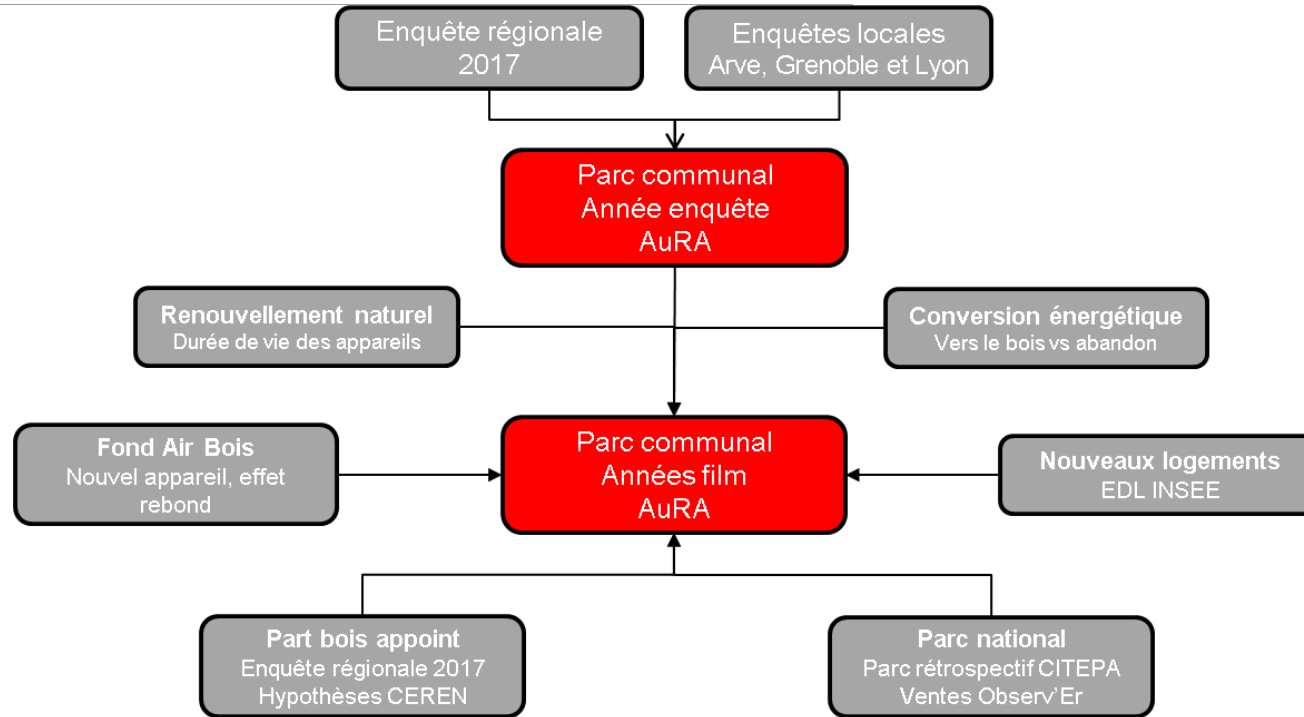 Enquête régionale
2017
Enquêtes locales
Arve, Grenoble et Lyon
Parc communal
Année enquête
AuRA
Renouvellement naturel
Durée de vie des appareils
Conversion énergétique
Vers le bois vs abandon
Fond Air Bois
Nouvel appareil, effet
rebond
Parc communal
Années film
AuRA
Nouveaux logements
EDL INSEE
Part bois appoint
Enquête régionale 2017
Hypothèses CEREN
Parc national
Parc rétrospectif CITEPA
Ventes Observ'Er